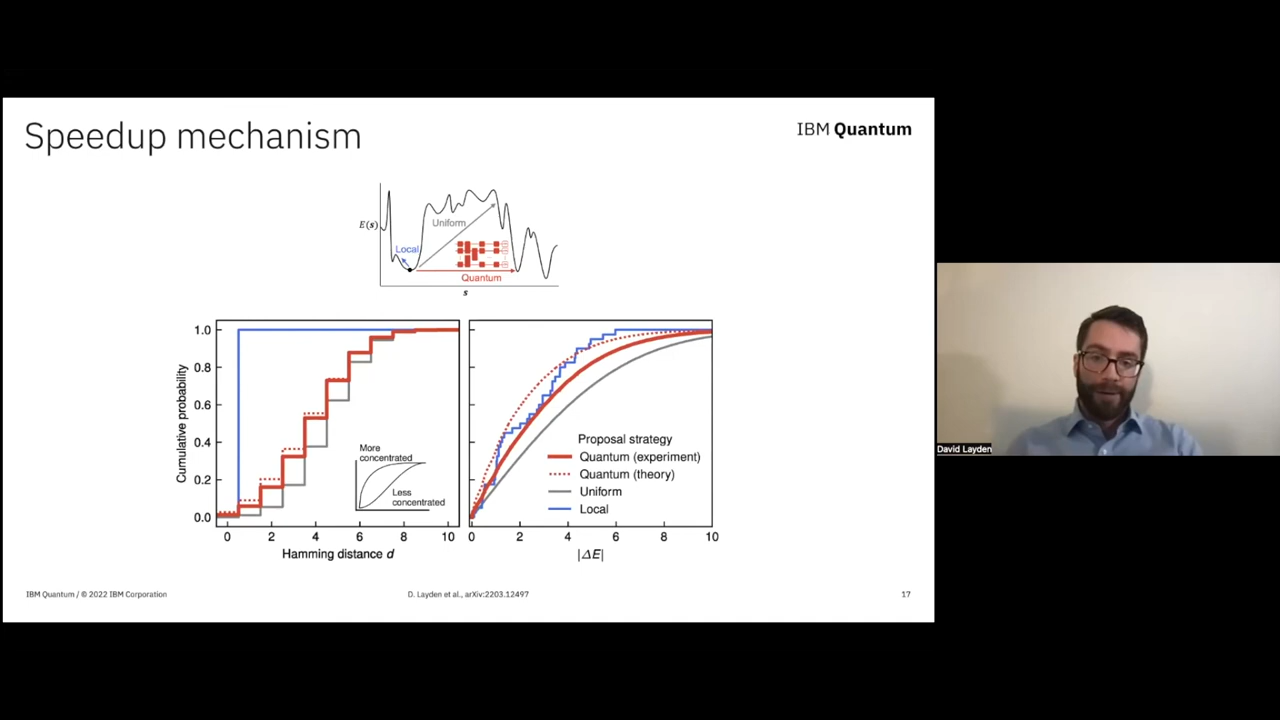 Speedup mechanism
IBM Quantum
E(s)
Uniform
Local
Quantum
s
Cumulative probability
1.0
0.8
0.6
0.4
0.2
0.0
More
concentrated
Less
concentrated
0 2 4 6 8 10
Hamming distance d
Proposal strategy
Quantum (experiment)
Quantum (theory)
Uniform
Local
0 2 4 6 8 10
|ΔE|
David Layden
IBM Quantum / © 2022 IBM Corporation
D. Layden et al., arXiv:2203.12497
17